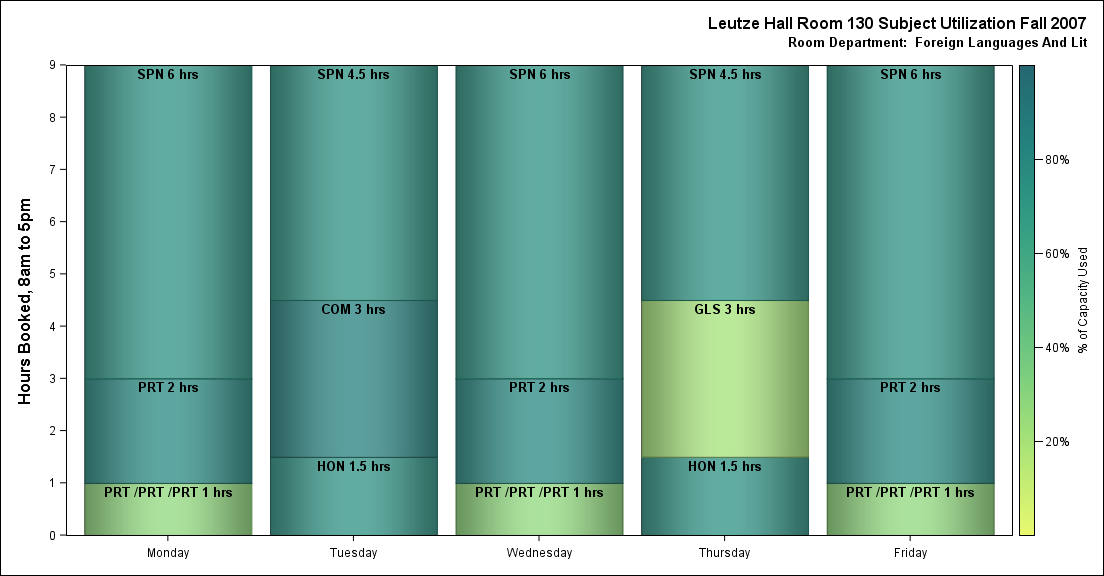 Leutze Hall Room 130 Subject Utilization Fall 2007
Room Department:  Foreign Languages And Lit
Hours Booked, 8am to 5pm
9
8
7
6
5
4
3
2
1
0
SPN 6 hrs
PRT 2 hrs
PRT /PRT /PRT 1 hrs
Monday
SPN 4.5 hrs
COM 3 hrs
HON 1.5 hrs
Tuesday
SPN 6 hrs
PRT 2 hrs
PRT /PRT /PRT 1 hrs
Wednesday
SPN 4.5 hrs
GLS 3 hrs
HON 1.5 hrs
Thursday
SPN 6 hrs
PRT 2 hrs
PRT /PRT /PRT 1 hrs
Friday
80%
60%
40%
20%
% of Capacity Used